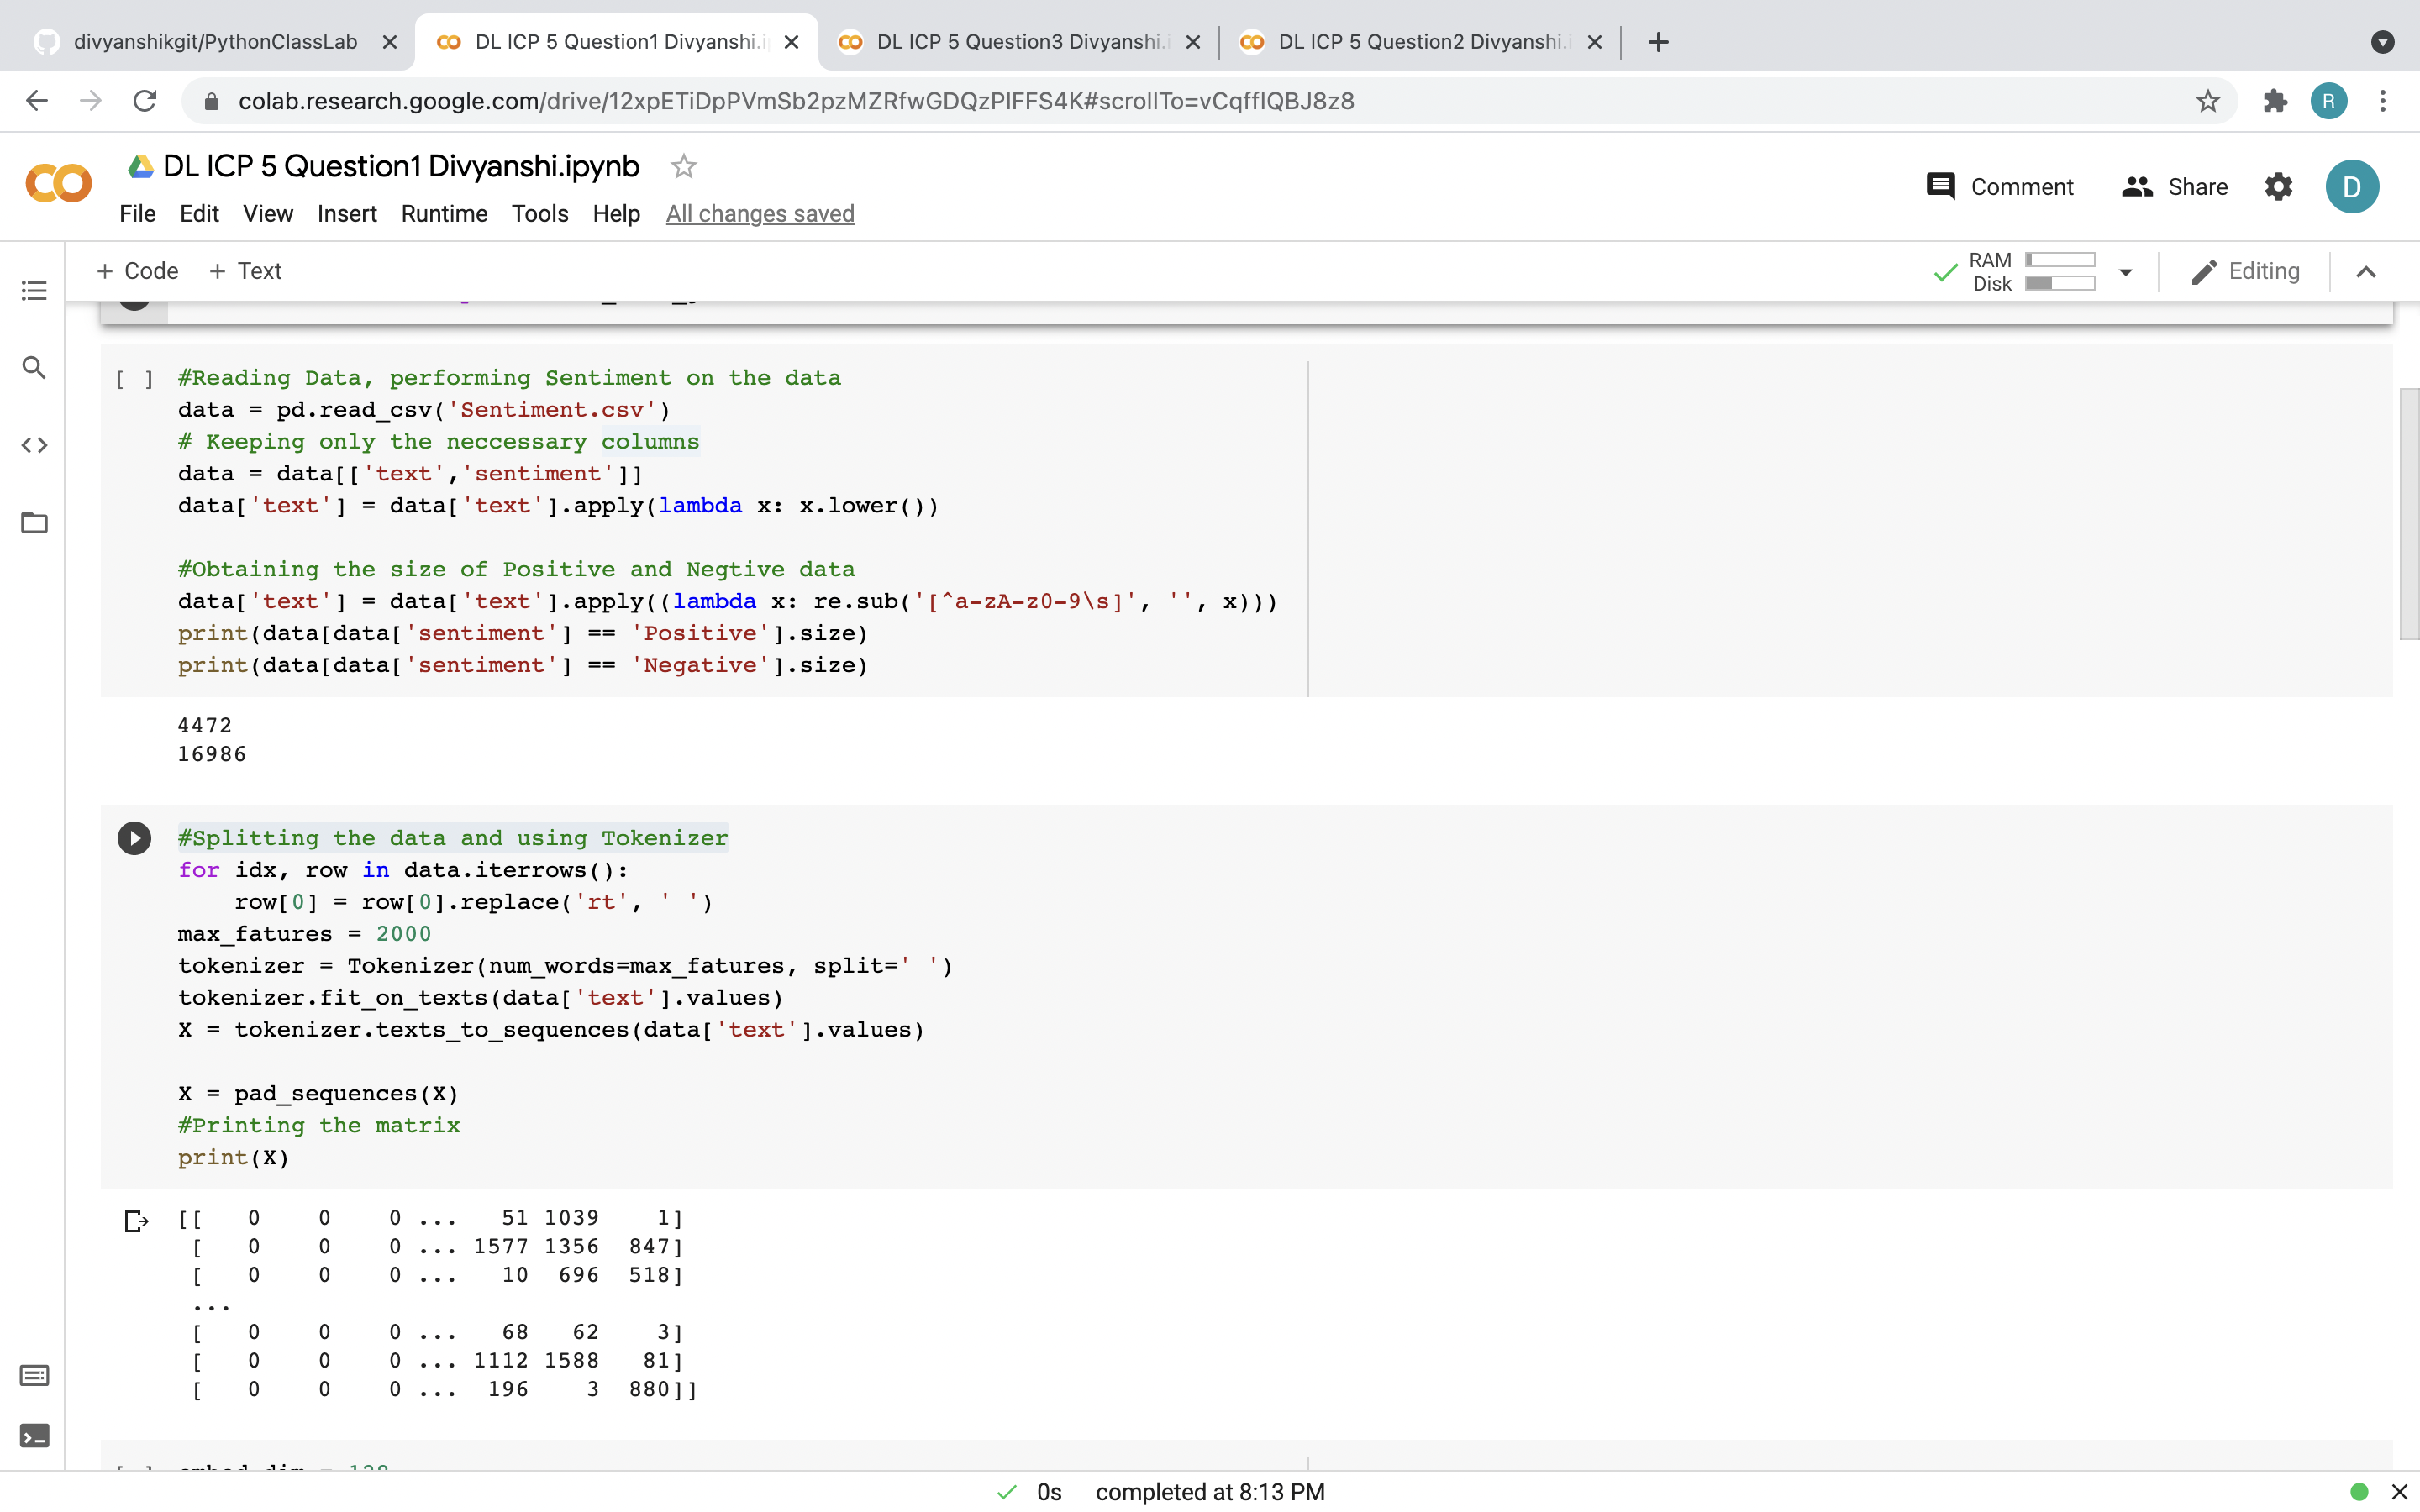 divyanshikgit/PythonClassLab
DL ICP 5 Question1 Divyanshi.i
DL ICP 5 Question3 Divyanshi.i
DL ICP 5 Question2 Divyanshi.i
colab.research.google.com/drive/12xpETiDpPVmSb2pzMZRfwGDQzPlFFS4K#scrollTo=vCqffIQBJ8z8
R
DL ICP 5 Question1 Divyanshi.ipynb
Comment
Share
D
File Edit View Insert Runtime Tools Help All changes saved
+ Code + Text
RAM
Disk
Editing
[ ] #Reading Data, performing Sentiment on the data
data = pd.read_csv('Sentiment.csv')
# Keeping only the neccessary columns
data = data[['text','sentiment']]
data['text'] = data['text'].apply(lambda x: x.lower())
#Obtaining the size of Positive and Negtive data
data['text'] = data['text'].apply((lambda x: re.sub('[^a-zA-z0-9\s]', '', x)))
print(data[data['sentiment'] == 'Positive'].size)
print(data[data['sentiment'] == 'Negative'].size)
4472
16986
#Splitting the data and using Tokenizer
for idx, row in data.iterrows():
    row[0] = row[0].replace('rt', ' ')
max_fatures = 2000
tokenizer = Tokenizer(num_words=max_fatures, split=' ')
tokenizer.fit_on_texts(data['text'].values)
X = tokenizer.texts_to_sequences(data['text'].values)
X = pad_sequences(X)
#Printing the matrix
print(X)
[[ 0 0 0 ... 51 1039 1]
[ 0 0 0 ... 1577 1356 847]
[ 0 0 0 ... 10 696 518]
...
[ 0 0 0 ... 68 62 3]
[ 0 0 0 ... 1112 1588 81]
[ 0 0 0 ... 196 3 880]]
0s completed at 8:13 PM